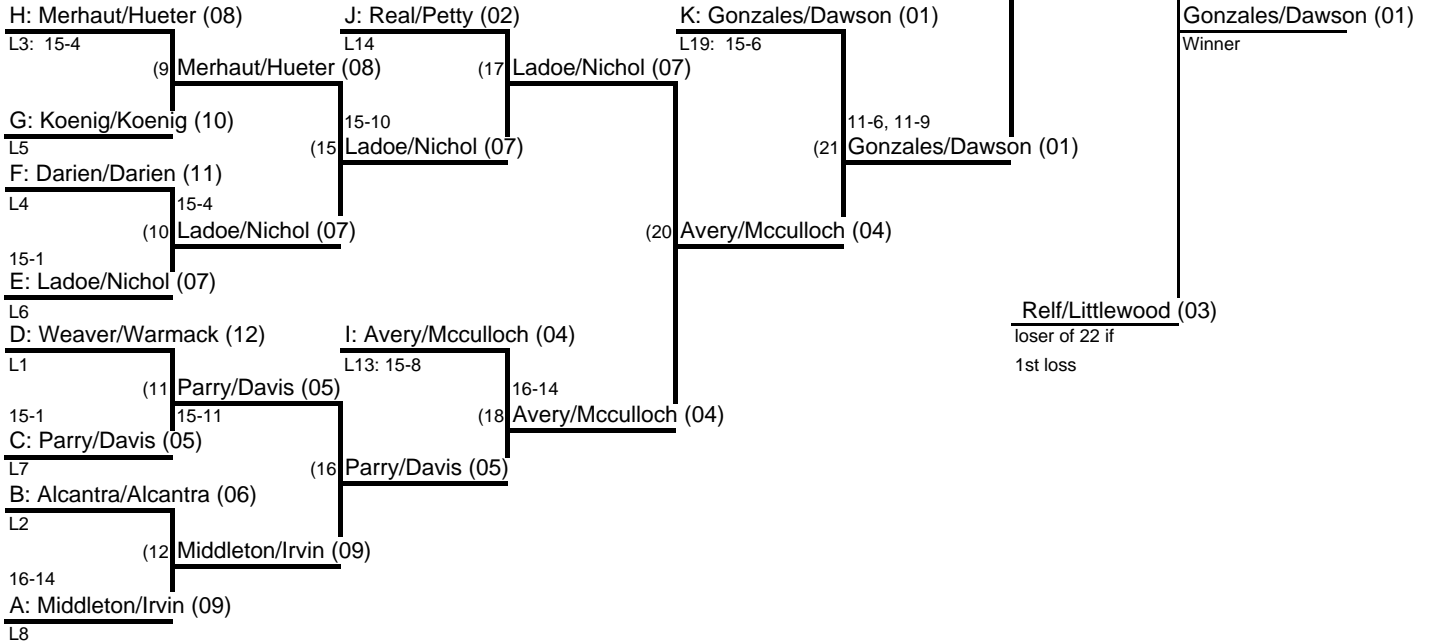 H: Merhaut/Hueter (08)
J: Real/Petty (02)
K: Gonzales/Dawson (01)
Gonzales/Dawson (01)
L3: 15-4
L14
L19: 15-6
Winner
(9 Merhaut/Hueter (08)
(17 Ladoe/Nichol (07)
G: Koenig/Koenig (10)
15-10
11-6, 11-9
L5
(15 Ladoe/Nichol (07)
(21 Gonzales/Dawson (01)
F: Darien/Darien (11)
L4
15-4
(10 Ladoe/Nichol (07)
(20 Avery/Mcculloch (04)
15-1
E: Ladoe/Nichol (07)
L6
Relf/Littlewood (03)
loser of 22 if
1st loss
D: Weaver/Warmack (12)
I: Avery/Mcculloch (04)
L1
L13: 15-8
(11 Parry/Davis (05)
16-14
15-1
15-11
(18 Avery/Mcculloch (04)
C: Parry/Davis (05)
L7
(16 Parry/Davis (05)
B: Alcantra/Alcantra (06)
L2
(12 Middleton/Irvin (09)
16-14
A: Middleton/Irvin (09)
L8